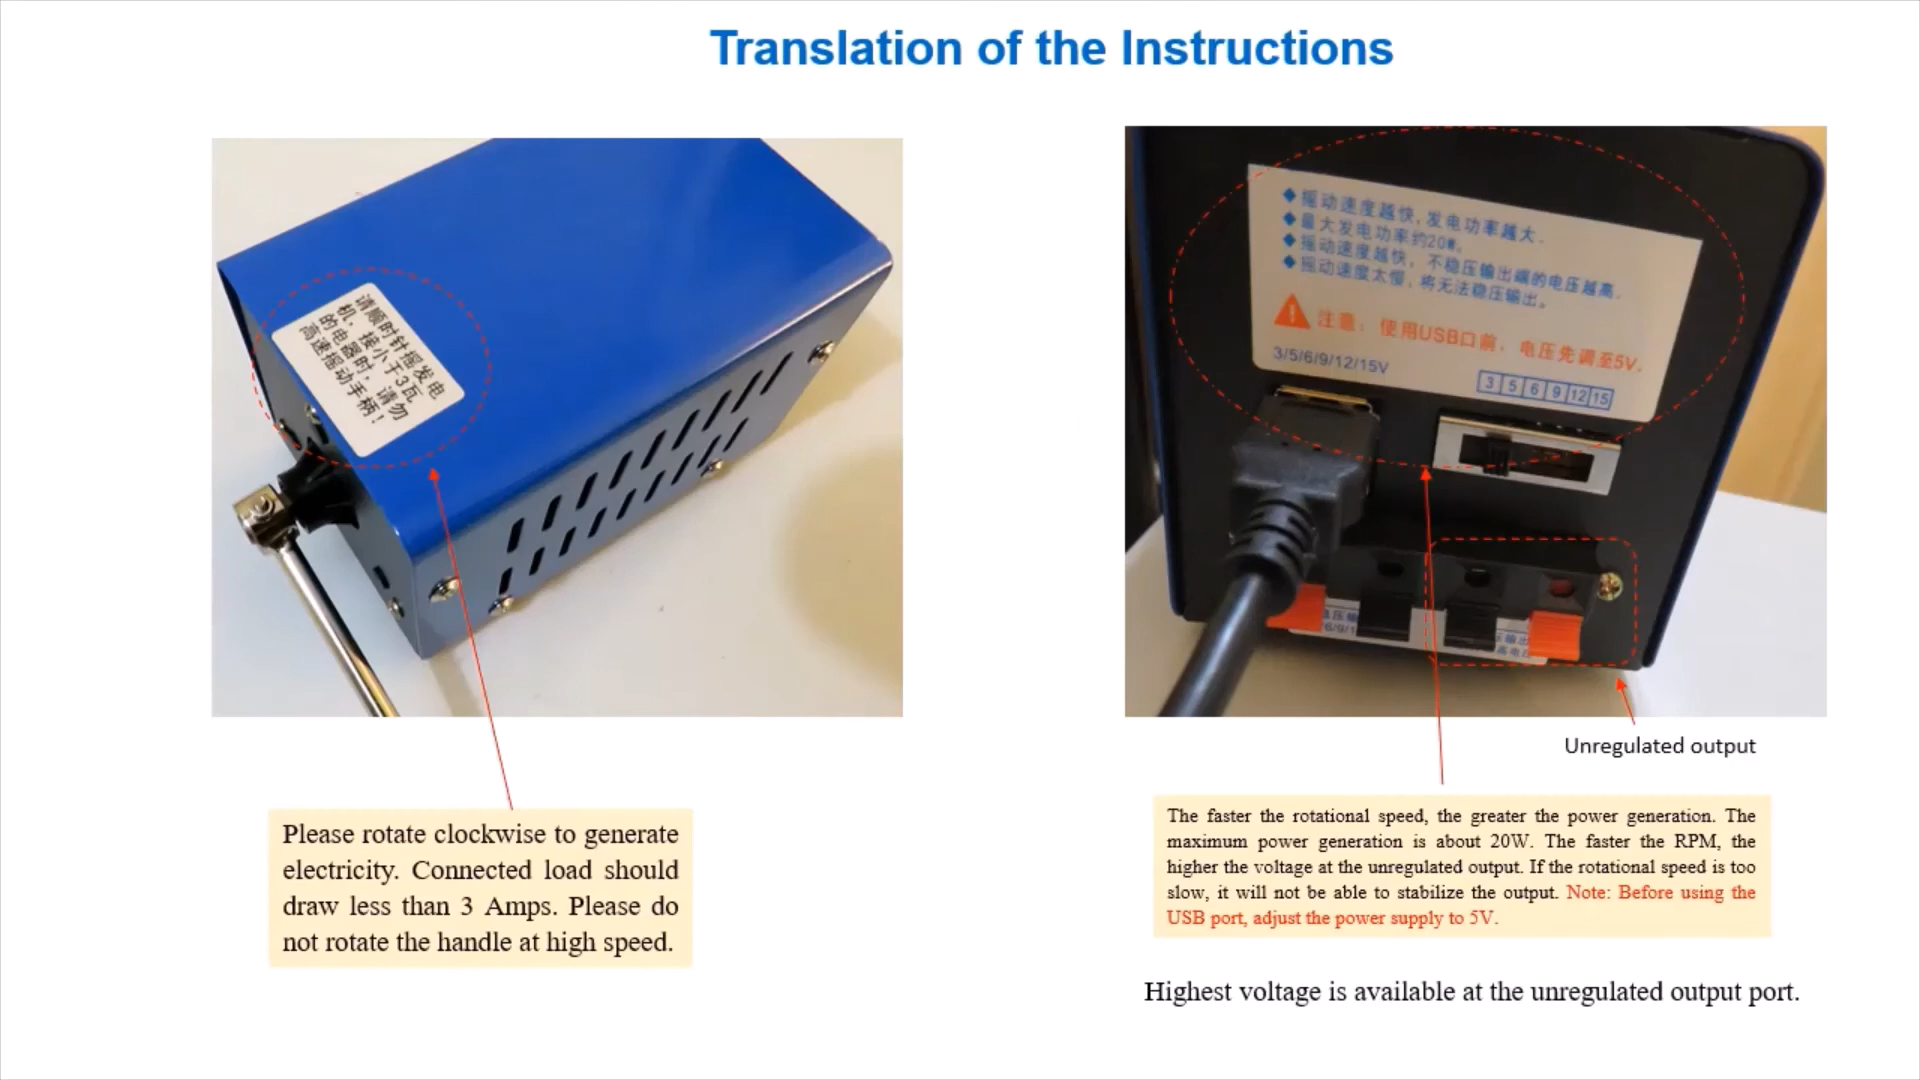 Translation of the Instructions
请顺时针摇发电
机，接小于3瓦
的电器时，请勿
高速摇动手柄！
◆ 摇动速度越快，发电功率越大。
◆ 最大发电功率约20W。
◆ 摇动速度越快，不稳压输出端的电压越高。
◆ 摇动速度太慢，将无法稳压输出。
注意：使用USB口前，电压先调至5V。
3/5/6/9/12/15V
3 5 6 9 12 15
Unregulated output
Please rotate clockwise to generate
electricity. Connected load should
draw less than 3 Amps. Please do
not rotate the handle at high speed.
The faster the rotational speed, the greater the power generation. The
maximum power generation is about 20W. The faster the RPM, the
higher the voltage at the unregulated output. If the rotational speed is too
slow, it will not be able to stabilize the output. Note: Before using the
USB port, adjust the power supply to 5V.
Highest voltage is available at the unregulated output port.